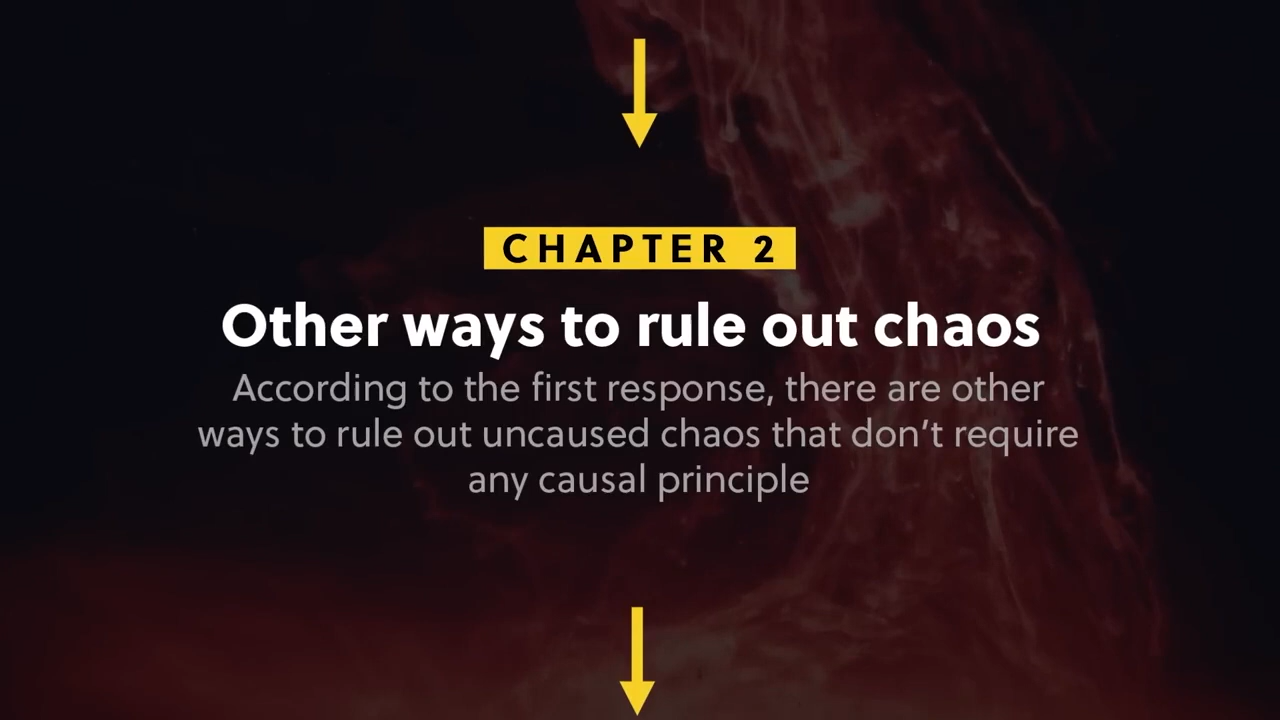 CHAPTER 2
Other ways to rule out chaos
According to the first response, there are other
ways to rule out uncaused chaos that don’t require
any causal principle